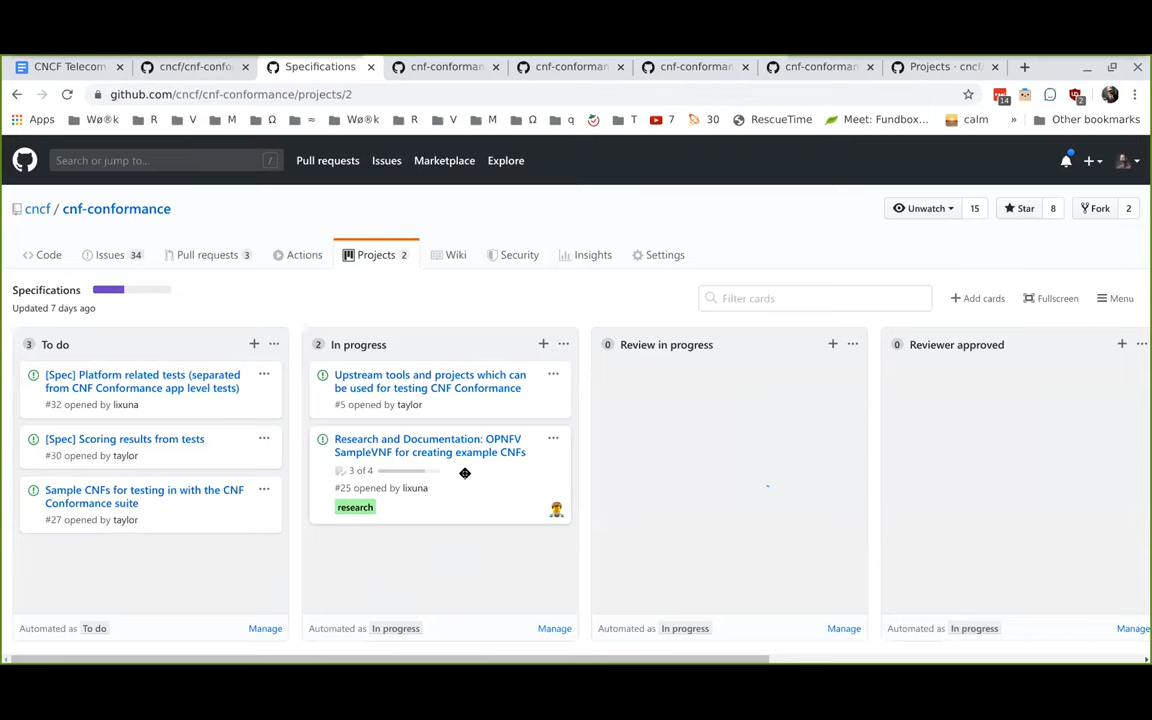 CNCF Telecom
cncf/cnf-confo
Specifications
cnf-conforman
cnf-conforman
cnf-conforman
cnf-conforman
Projects · cncf/
github.com/cncf/cnf-conformance/projects/2
14
2
Apps
Wø®k
R
V
M
Ω
≈
Wø®k
R
V
M
Ω
q
T
7
30
RescueTime
Meet: Fundbox...
calm
»
Other bookmarks
Search or jump to...
/
Pull requests
Issues
Marketplace
Explore
cncf / cnf-conformance
Unwatch
15
Star
8
Fork
2
Code
Issues 34
Pull requests 3
Actions
Projects 2
Wiki
Security
Insights
Settings
Specifications
Updated 7 days ago
Filter cards
Add cards
Fullscreen
Menu
3 To do
[Spec] Platform related tests (separated
from CNF Conformance app level tests)
#32 opened by lixuna
[Spec] Scoring results from tests
#30 opened by taylor
Sample CNFs for testing in with the CNF
Conformance suite
#27 opened by taylor
Automated as To do
Manage
2 In progress
Upstream tools and projects which can
be used for testing CNF Conformance
#5 opened by taylor
Research and Documentation: OPNFV
SampleVNF for creating example CNFs
3 of 4
#25 opened by lixuna
research
Automated as In progress
Manage
0 Review in progress
Automated as In progress
Manage
0 Reviewer approved
Automated as In progress
Manage